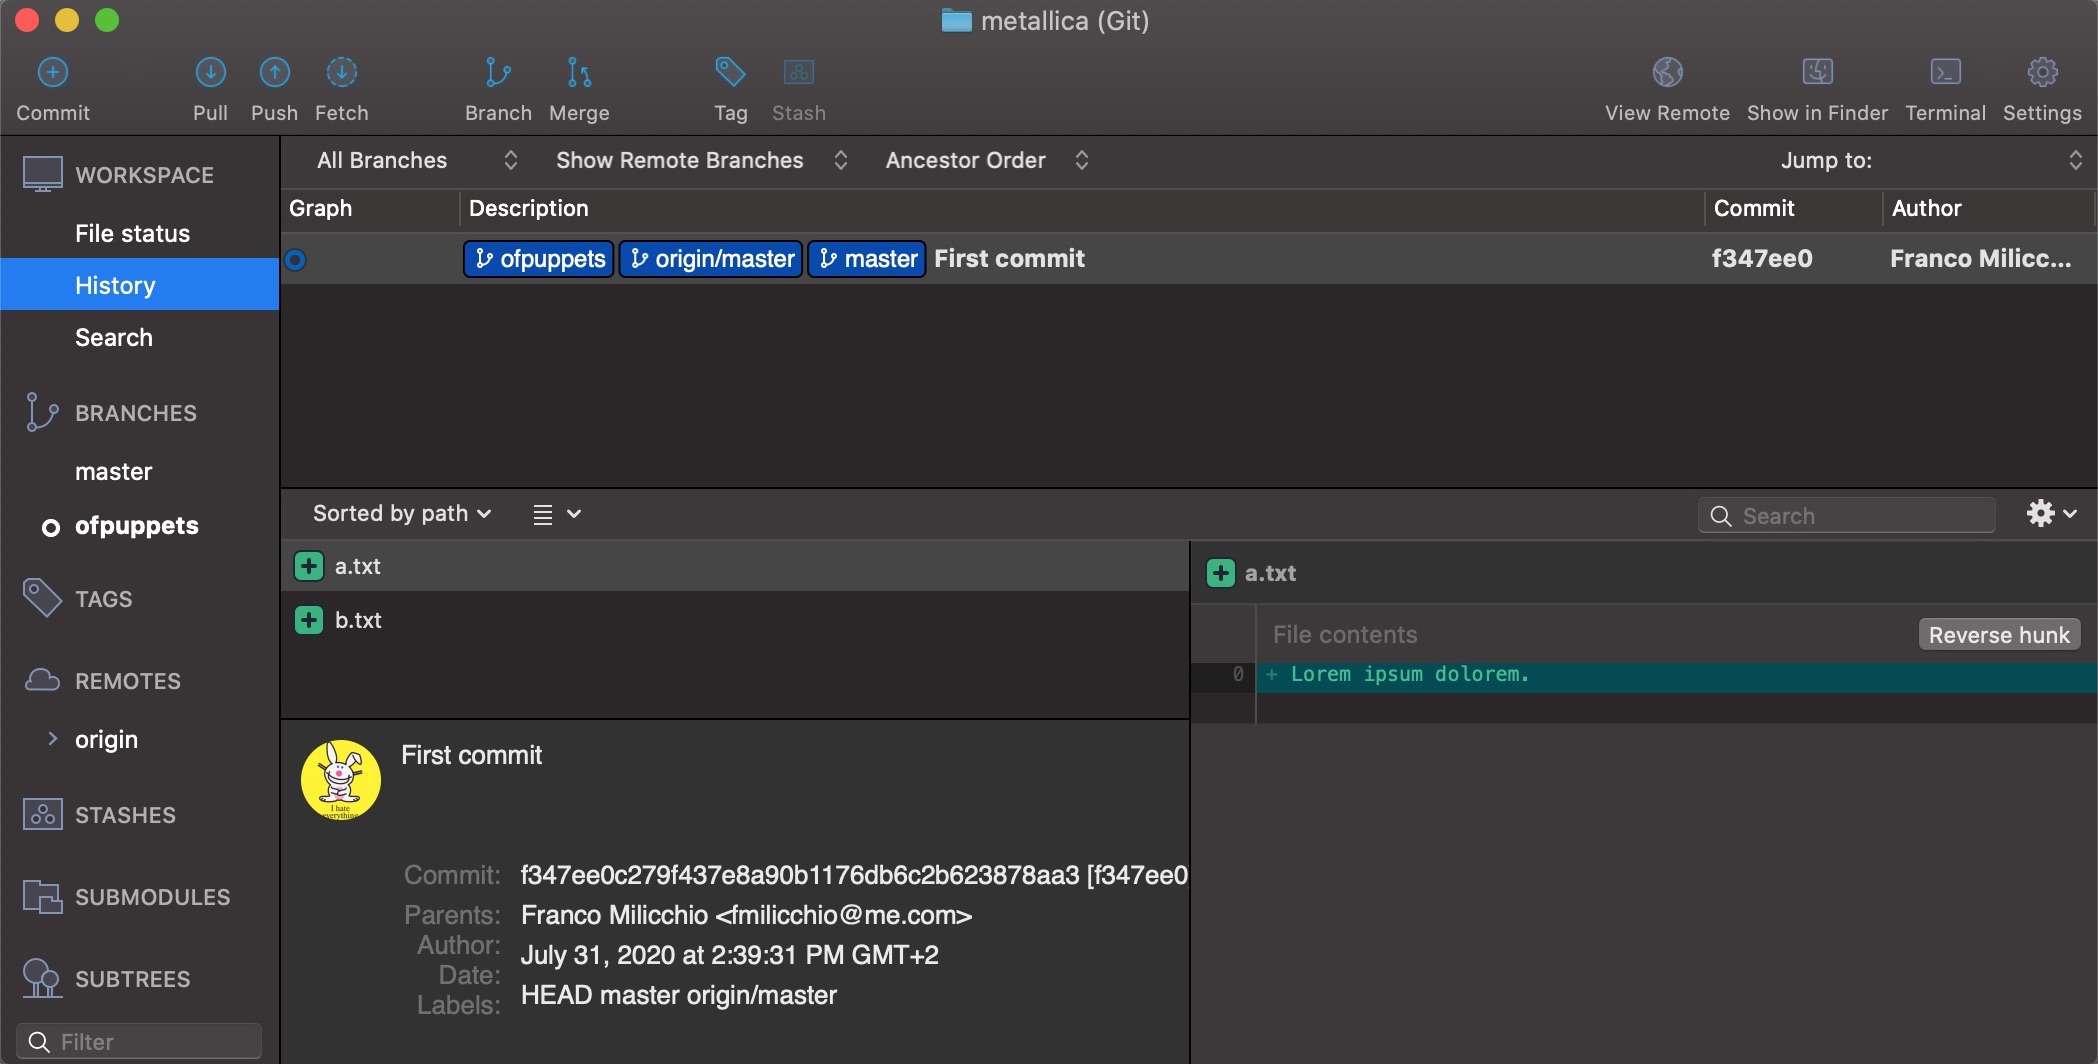 metallica (Git)
Commit Pull Push Fetch Branch Merge Tag Stash View Remote Show in Finder Terminal Settings
WORKSPACE
File status
History
Search
BRANCHES
master
ofpuppets
TAGS
REMOTES
origin
STASHES
SUBMODULES
SUBTREES
Filter
All Branches Show Remote Branches Ancestor Order Jump to:
Graph Description Commit Author
ofpuppets origin/master master First commit f347ee0 Franco Milicc...
Sorted by path Search
a.txt
b.txt
First commit
I hate
everything
Commit: f347ee0c279f437e8a90b1176db6c2b623878aa3 [f347ee0
Parents: Franco Milicchio <fmilicchio@me.com>
Author:
July 31, 2020 at 2:39:31 PM GMT+2
Date:
Labels: HEAD master origin/master
a.txt
File contents Reverse hunk
0 + Lorem ipsum dolorem.